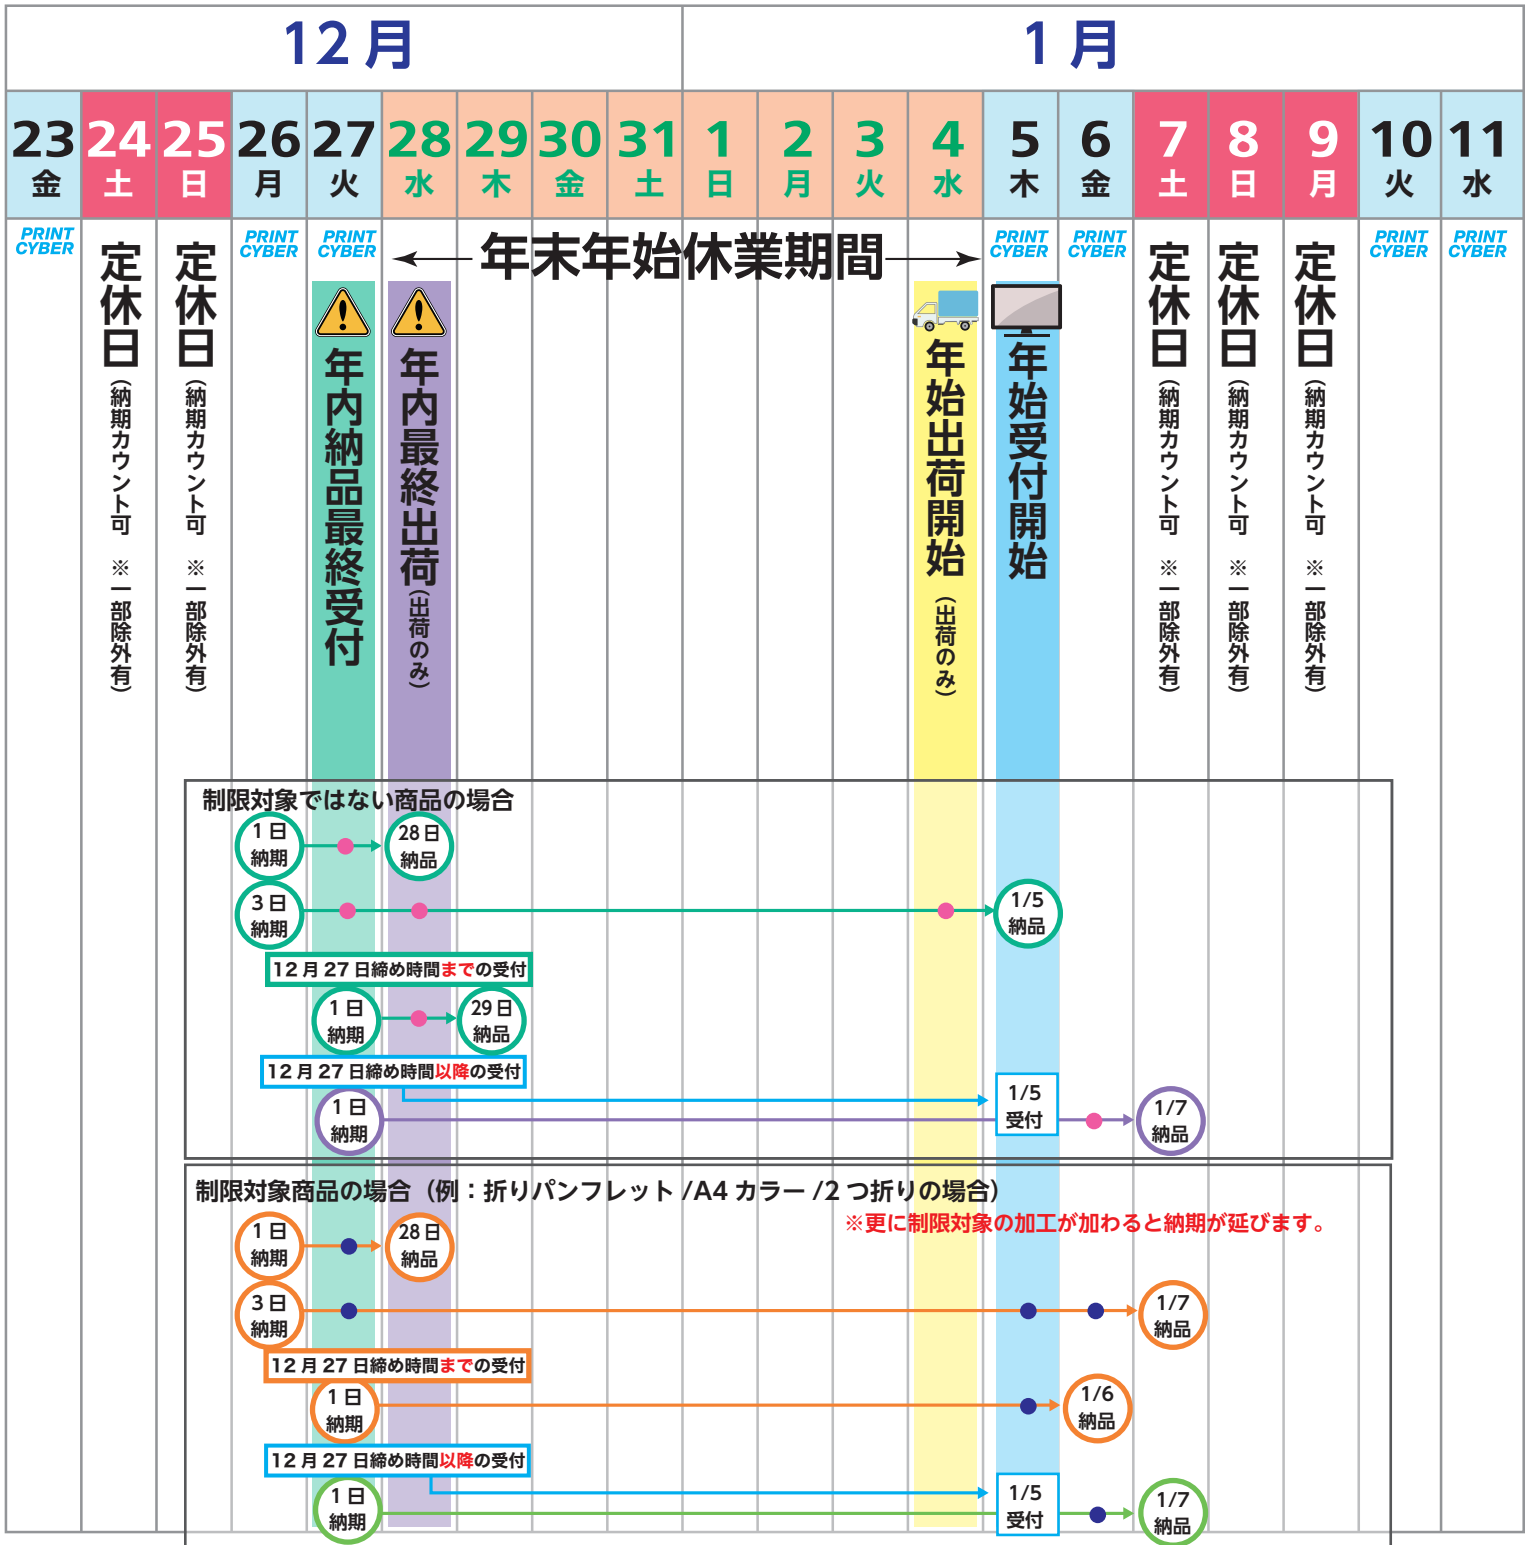 12月
1月
23 24 25 26 27 28 29 30 31 1 2 3 4 5 6 7 8 9 10 11
金 土 日 月 火 水 木 金 土 日 月 火 水 木 金 土 日 月 火 水
PRINT
CYBER
定休日（納期カウント可 ※一部除外有）
定休日（納期カウント可 ※一部除外有）
PRINT
CYBER
PRINT
CYBER
年末年始休業期間
PRINT
CYBER
PRINT
CYBER
定休日（納期カウント可 ※一部除外有）
定休日（納期カウント可 ※一部除外有）
定休日（納期カウント可 ※一部除外有）
PRINT
CYBER
PRINT
CYBER
年内納品最終受付
年内最終出荷（出荷のみ）
年始出荷開始（出荷のみ）
年始受付開始
制限対象ではない商品の場合
1日
納期
28日
納品
3日
納期
1/5
納品
12月27日締め時間までの受付
1日
納期
29日
納品
12月27日締め時間以降の受付
1日
納期
1/5
受付
1/7
納品
制限対象商品の場合（例：折りパンフレット/A4カラー/2つ折りの場合）
※更に制限対象の加工が加わると納期が延びます。
1日
納期
28日
納品
3日
納期
1/7
納品
12月27日締め時間までの受付
1日
納期
1/6
納品
12月27日締め時間以降の受付
1日
納期
1/5
受付
1/7
納品